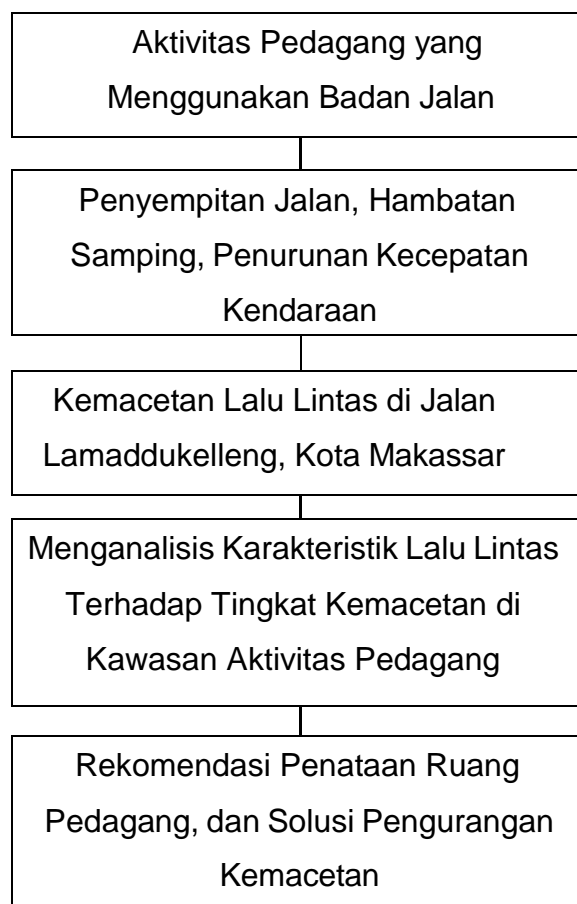 Aktivitas Pedagang yang
Menggunakan Badan Jalan
Penyempitan Jalan, Hambatan
Samping, Penurunan Kecepatan
Kendaraan
Kemacetan Lalu Lintas di Jalan
Lamaddukelleng, Kota Makassar
Menganalisis Karakteristik Lalu Lintas
Terhadap Tingkat Kemacetan di
Kawasan Aktivitas Pedagang
Rekomendasi Penataan Ruang
Pedagang, dan Solusi Pengurangan
Kemacetan